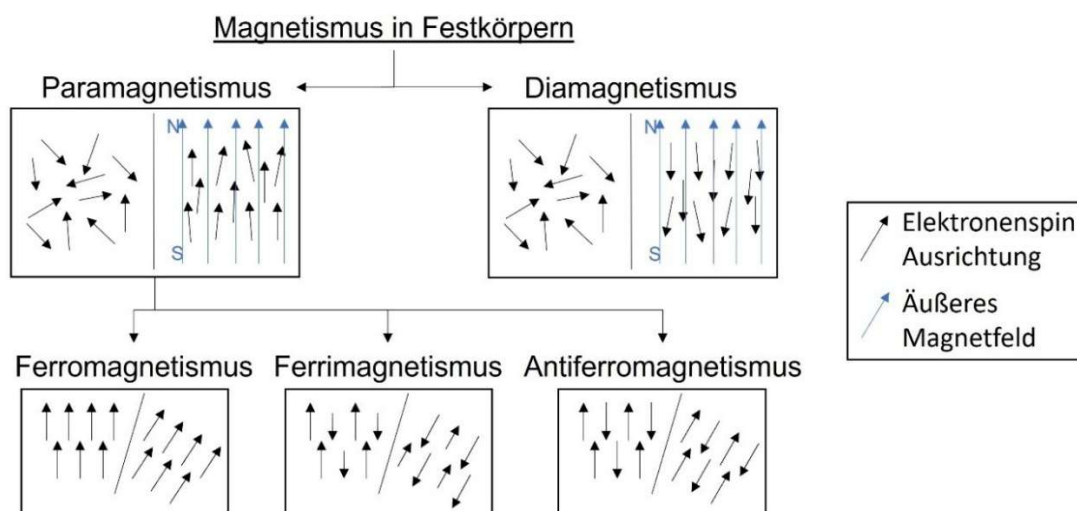 Magnetismus in Festkörpern
Paramagnetismus
Diamagnetismus
N
S
N
S
Elektronenspin
Ausrichtung
Äußeres
Magnetfeld
Ferromagnetismus
Ferrimagnetismus
Antiferromagnetismus